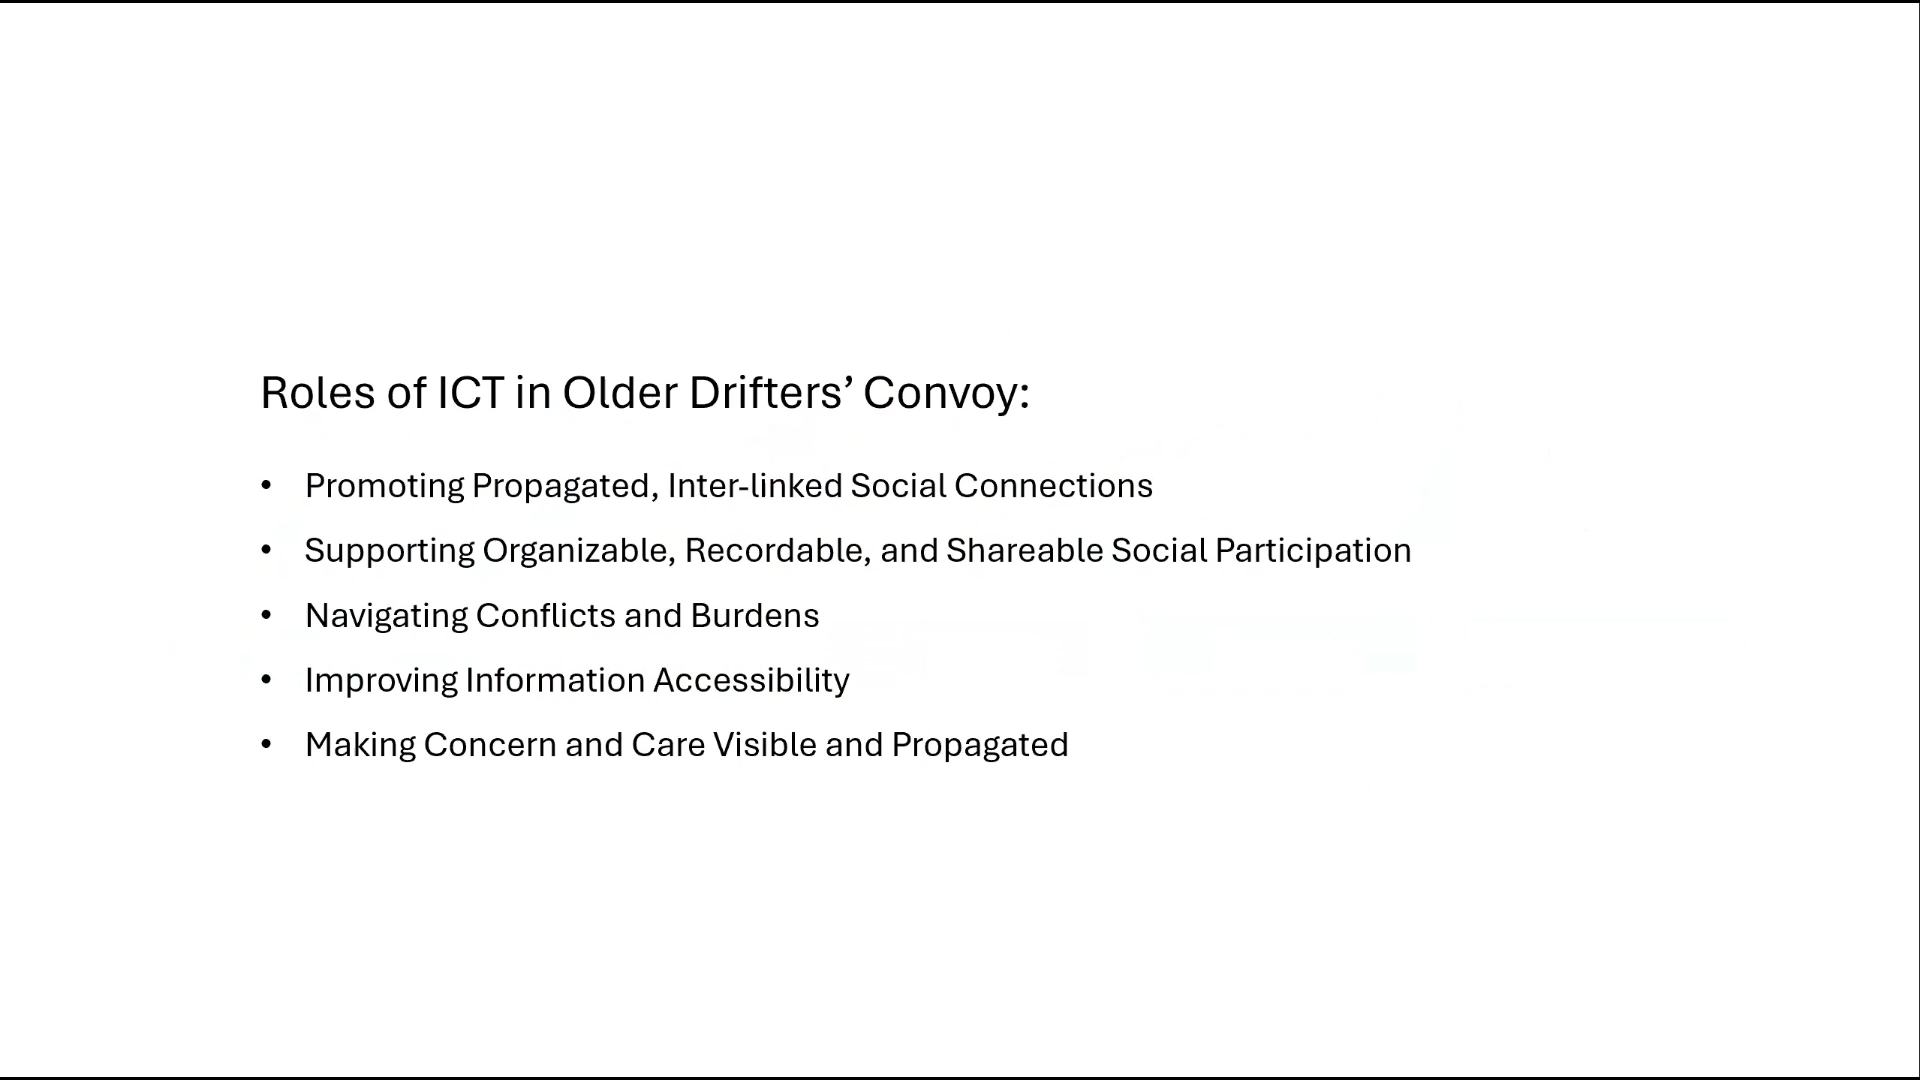 Roles of ICT in Older Drifters’ Convoy:
• Promoting Propagated, Inter-linked Social Connections
• Supporting Organizable, Recordable, and Shareable Social Participation
• Navigating Conflicts and Burdens
• Improving Information Accessibility
• Making Concern and Care Visible and Propagated